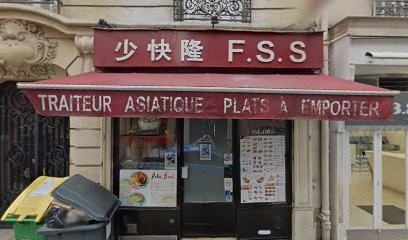 少快隆 F.S.S
TRAITEUR ASIATIQUE PLATS À EMPORTER
SALADES